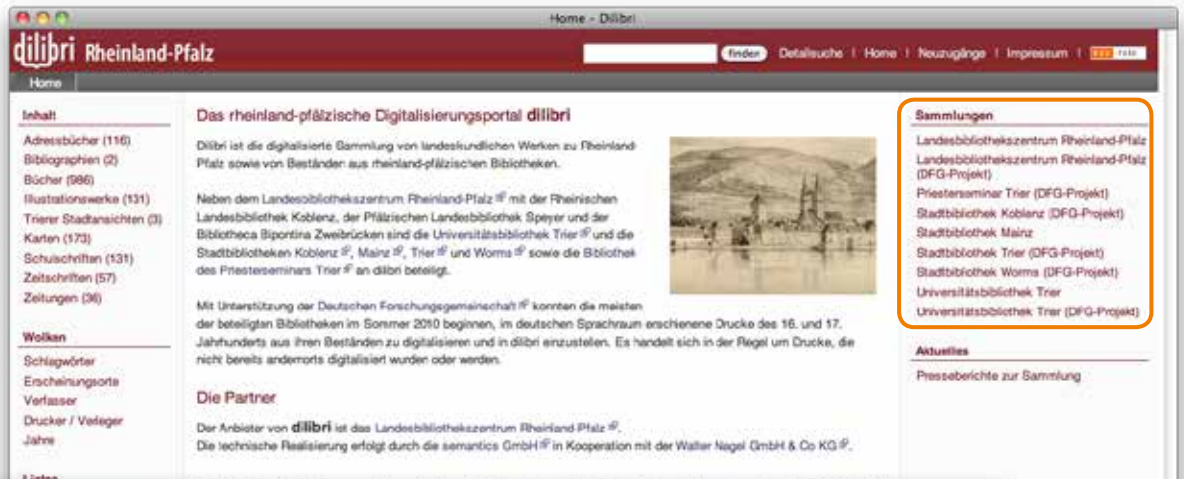 Home - Dilibri
dilibri Rheinland-Pfalz
finden Detailsuche | Home | Neuzugänge | Impressum |
Home
Inhalt
Adressbücher (116)
Bibliographien (2)
Bücher (986)
Illustrationswerke (131)
Trierer Stadtansichten (3)
Karten (173)
Schulschriften (131)
Zeitschriften (57)
Zeitungen (36)
Wolken
Schlagwörter
Erscheinungsorte
Verfasser
Drucker / Verleger
Jahre
Listen
Das rheinland-pfälzische Digitalisierungsportal dilibri
Dilibri ist die digitalisierte Sammlung von landeskundlichen Werken zu Rheinland-
Pfalz sowie von Beständen aus rheinland-pfälzischen Bibliotheken.
Neben dem Landesbibliothekszentrum Rheinland-Pfalz mit der Rheinischen
Landesbibliothek Koblenz, der Pfälzischen Landesbibliothek Speyer und der
Bibliotheca Bipontina Zweibrücken sind die Universitätsbibliothek Trier und die
Stadtbibliotheken Koblenz, Mainz, Trier und Worms sowie die Bibliothek
des Priesterseminars Trier an dilibri beteiligt.
Mit Unterstützung der Deutschen Forschungsgemeinschaft konnten die meisten
der beteiligten Bibliotheken im Sommer 2010 beginnen, im deutschen Sprachraum erschienene Drucke des 16. und 17.
Jahrhunderts aus ihren Beständen zu digitalisieren und in dilibri einzustellen. Es handelt sich in der Regel um Drucke, die
nicht bereits andernorts digitalisiert wurden oder werden.
Die Partner
Der Anbieter von dilibri ist das Landesbibliothekszentrum Rheinland-Pfalz.
Die technische Realisierung erfolgt durch die semantics GmbH in Kooperation mit der Walter Nagel GmbH & Co KG.
Sammlungen
Landesbibliothekszentrum Rheinland-Pfalz
Landesbibliothekszentrum Rheinland-Pfalz
(DFG-Projekt)
Priesterseminar Trier (DFG-Projekt)
Stadtbibliothek Koblenz (DFG-Projekt)
Stadtbibliothek Mainz
Stadtbibliothek Trier (DFG-Projekt)
Stadtbibliothek Worms (DFG-Projekt)
Universitätsbibliothek Trier
Universitätsbibliothek Trier (DFG-Projekt)
Aktuelles
Presseberichte zur Sammlung